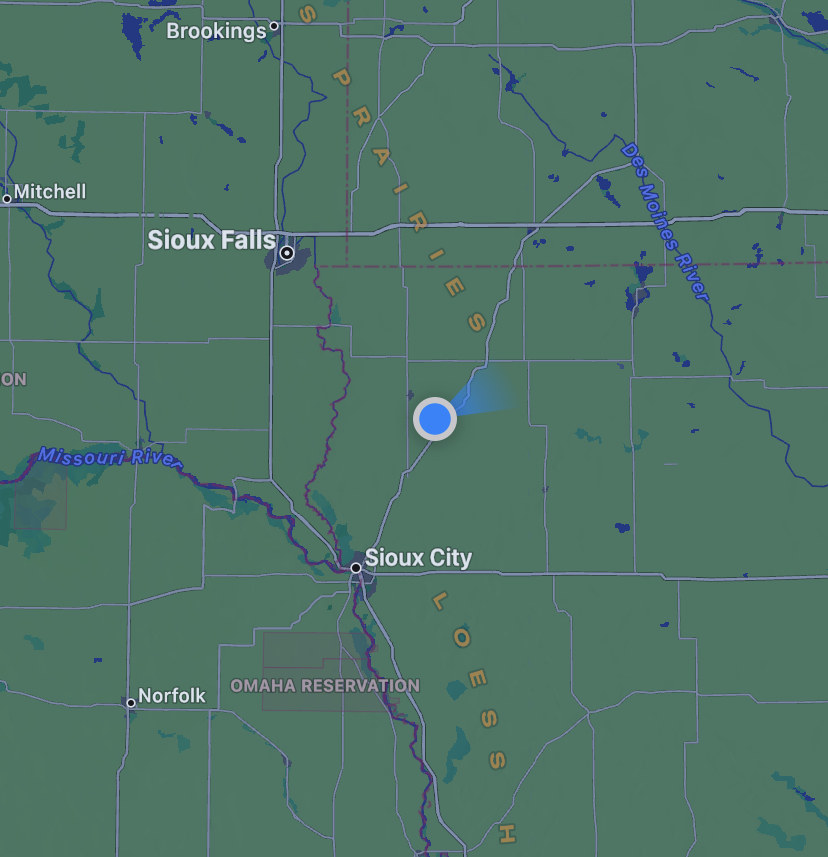 Brookings
S PRAIRIES
Des Moines River
Mitchell
Sioux Falls
ON
Missouri River
Sioux City
LOESS H
OMAHA RESERVATION
Norfolk